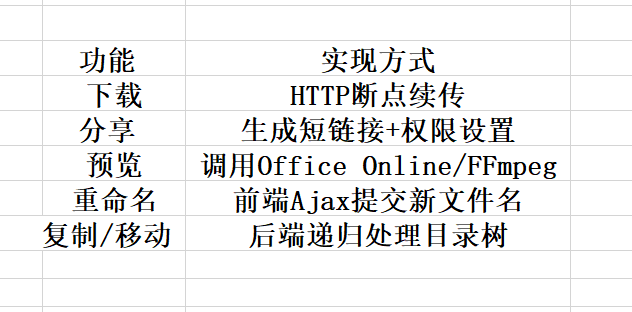 功能 实现方式
下载 HTTP断点续传
分享 生成短链接+权限设置
预览 调用Office Online/FFmpeg
重命名 前端Ajax提交新文件名
复制/移动 后端递归处理目录树